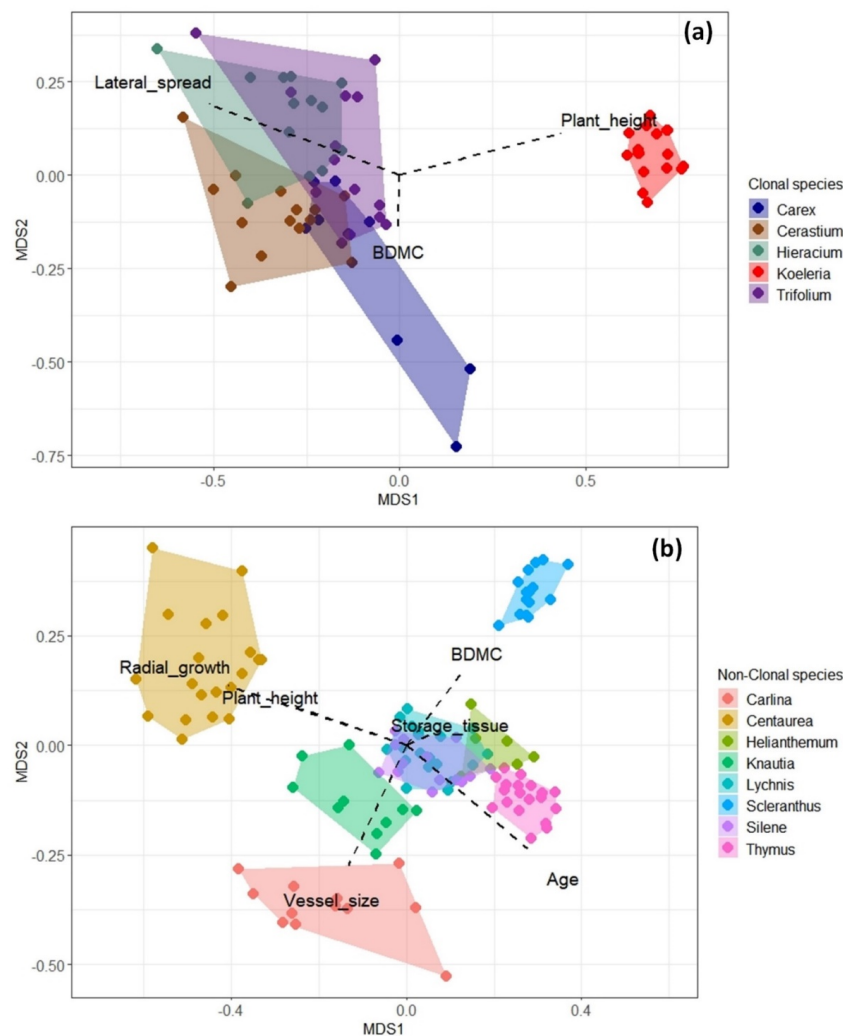 (a)
0.25
0.00
-0.25
-0.50
-0.75
MDS2
Lateral_spread
Plant_height
BDMC
-0.5
0.0
0.5
MDS1
Clonal species
Carex
Cerastium
Hieracium
Koeleria
Trifolium
(b)
0.25
0.00
-0.25
-0.50
MDS2
BDMC
Radial_growth
Plant_height
Storage_tissue
Age
Vessel_size
-0.4
0.0
0.4
MDS1
Non-Clonal species
Carlina
Centaurea
Helianthemum
Knautia
Lychnis
Scleranthus
Silene
Thymus